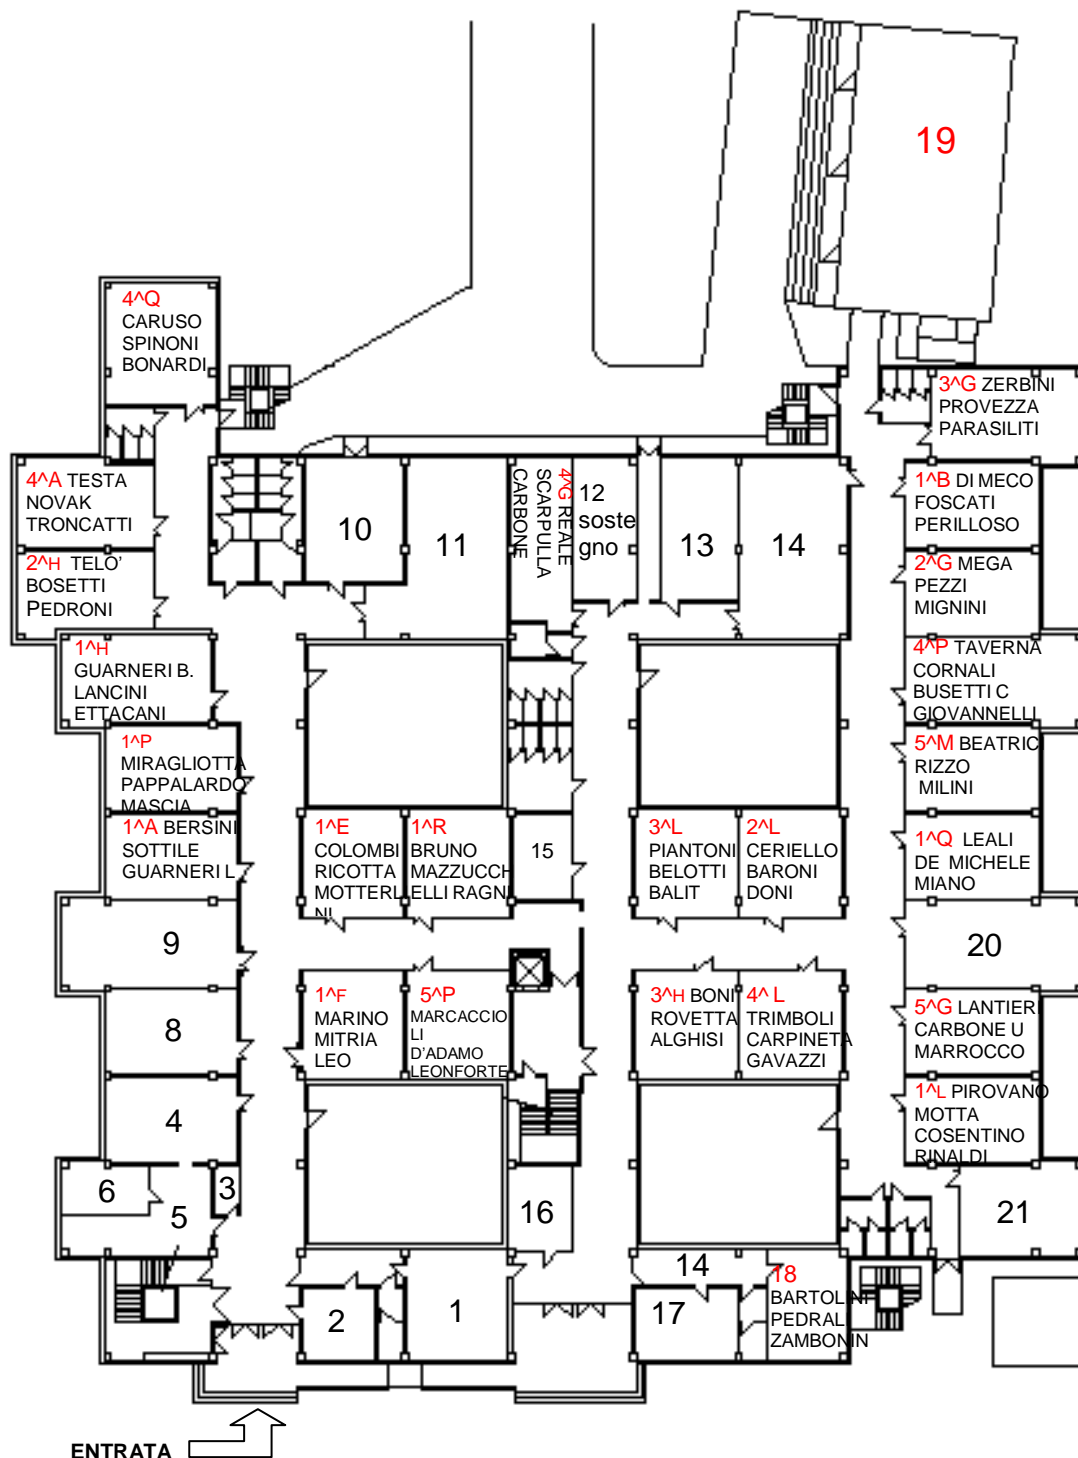 19
4^Q
CARUSO
SPINONI
BONARDI
3^G ZERBINI
PROVEZZA
PARASILITI
4^A TESTA
NOVAK
TRONCATTI
10
11
4^G REALE
SCARPULLA
CARBONE
12
soste
gno
13
14
1^B DI MECO
FOSCATI
PERILLOSO
2^H TELO'
BOSETTI
PEDRONI
2^G MEGA
PEZZI
MIGNINI
1^H
GUARNERI B.
LANCINI
ETTACANI
4^P TAVERNA
CORNALI
BUSETTI C
GIOVANNELLI
1^P
MIRAGLIOTTA
PAPPALARDO
MASCIA
5^M BEATRICI
RIZZO
MILINI
1^A BERSINI
SOTTILE
GUARNERI L
1^E
COLOMBI
RICOTTA
MOTTERLI
NI
1^R
BRUNO
MAZZUCCH
ELLI RAGNI
15
3^L
PIANTONI
BELOTTI
BALIT
2^L
CERIELLO
BARONI
DONI
1^Q LEALI
DE MICHELE
MIANO
9
20
8
1^F
MARINO
MITRIA
LEO
5^P
MARCACCIO
LI
D'ADAMO
LEONFORTE
3^H BONI
ROVETTA
ALGHISI
4^ L
TRIMBOLI
CARPINETA
GAVAZZI
5^G LANTIERI
CARBONE U
MARROCCO
4
1^L PIROVANO
MOTTA
COSENTINO
RINALDI
6
5
3
16
21
14
2
1
17
18
BARTOLINI
PEDRALI
ZAMBONIN
ENTRATA